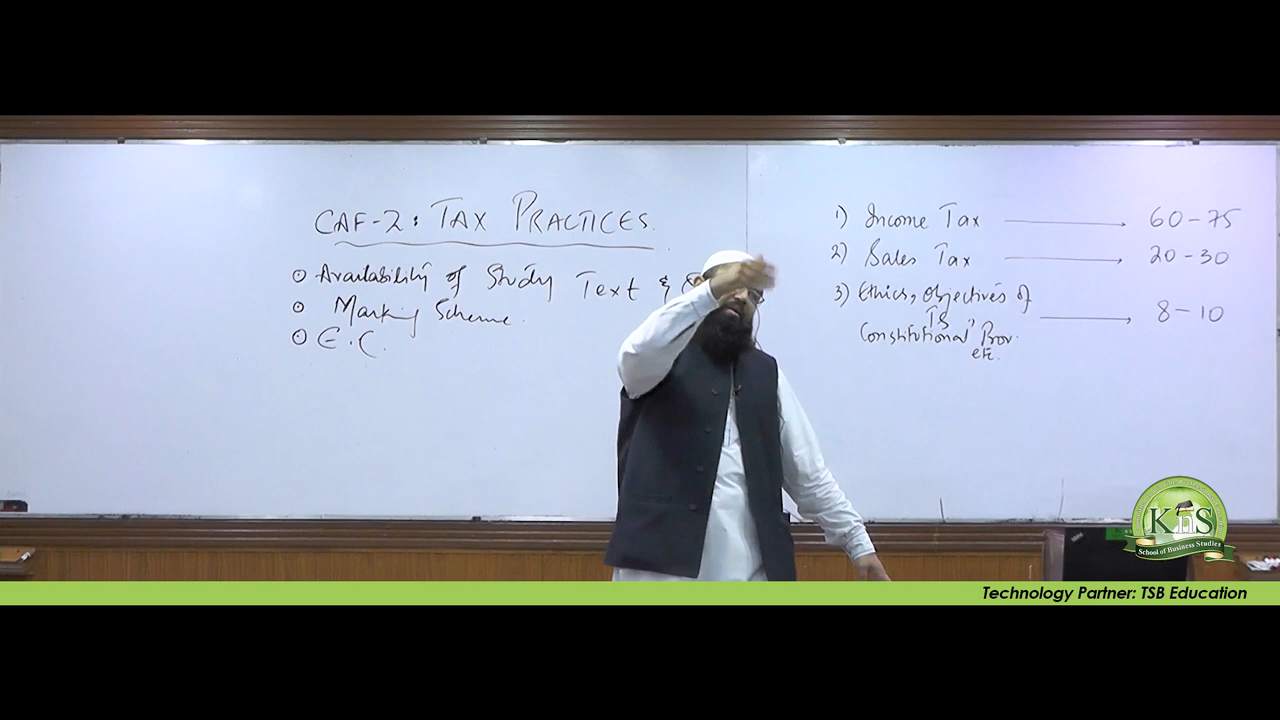 CAF-2: TAX PRACTICES.
Availability of Study Text &
Marking Scheme.
E.C.
1) Income Tax → 60-75
2) Sales Tax → 20-30
3) Ethics, Objectives of
TS, → 8-10
Constitutional Prov.
etc.
KnS
School of Business Studies
Technology Partner: TSB Education